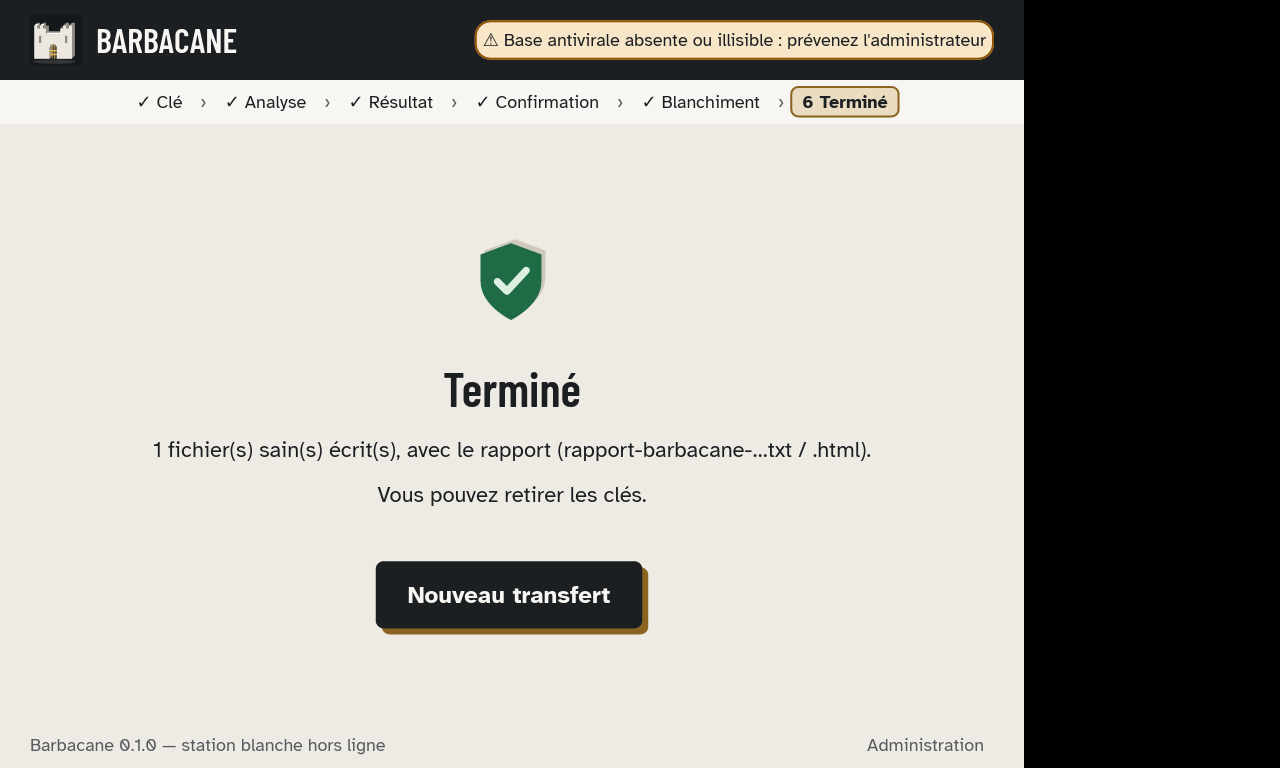 BARBACANE
⚠ Base antivirale absente ou illisible : prévenez l'administrateur
✓ Clé › ✓ Analyse › ✓ Résultat › ✓ Confirmation › ✓ Blanchiment › 6 Terminé
Terminé
1 fichier(s) sain(s) écrit(s), avec le rapport (rapport-barbacane-...txt / .html).
Vous pouvez retirer les clés.
Nouveau transfert
Barbacane 0.1.0 — station blanche hors ligne
Administration